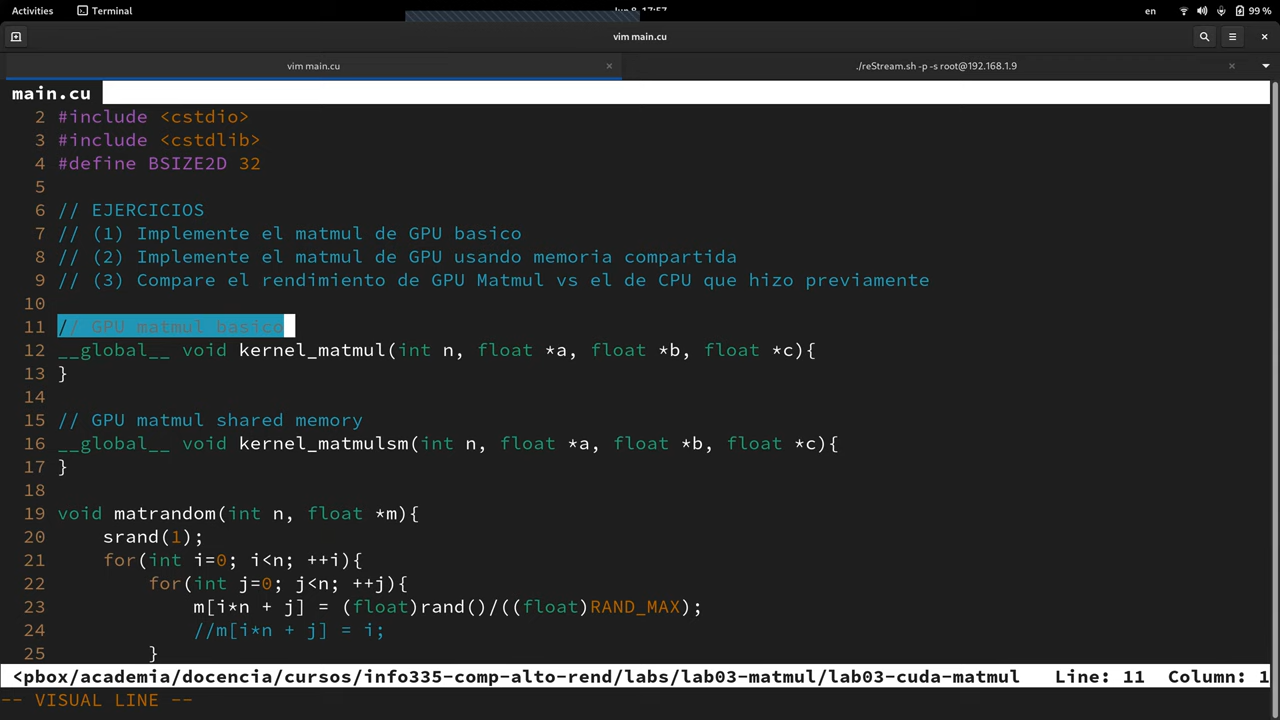 Activities Terminal lun 8, 17:57 en 99 %
vim main.cu
vim main.cu × ./reStream.sh -p -s root@192.168.1.9 ×
main.cu
2 #include <cstdio>
3 #include <cstdlib>
4 #define BSIZE2D 32
5
6 // EJERCICIOS
7 // (1) Implemente el matmul de GPU basico
8 // (2) Implemente el matmul de GPU usando memoria compartida
9 // (3) Compare el rendimiento de GPU Matmul vs el de CPU que hizo previamente
10
11 // GPU matmul basico
12 __global__ void kernel_matmul(int n, float *a, float *b, float *c){
13 }
14
15 // GPU matmul shared memory
16 __global__ void kernel_matmulsm(int n, float *a, float *b, float *c){
17 }
18
19 void matrandom(int n, float *m){
20 srand(1);
21 for(int i=0; i<n; ++i){
22 for(int j=0; j<n; ++j){
23 m[i*n + j] = (float)rand()/((float)RAND_MAX);
24 //m[i*n + j] = i;
25 }
<pbox/academia/docencia/cursos/info335-comp-alto-rend/labs/lab03-matmul/lab03-cuda-matmul Line: 11 Column: 1
-- VISUAL LINE --